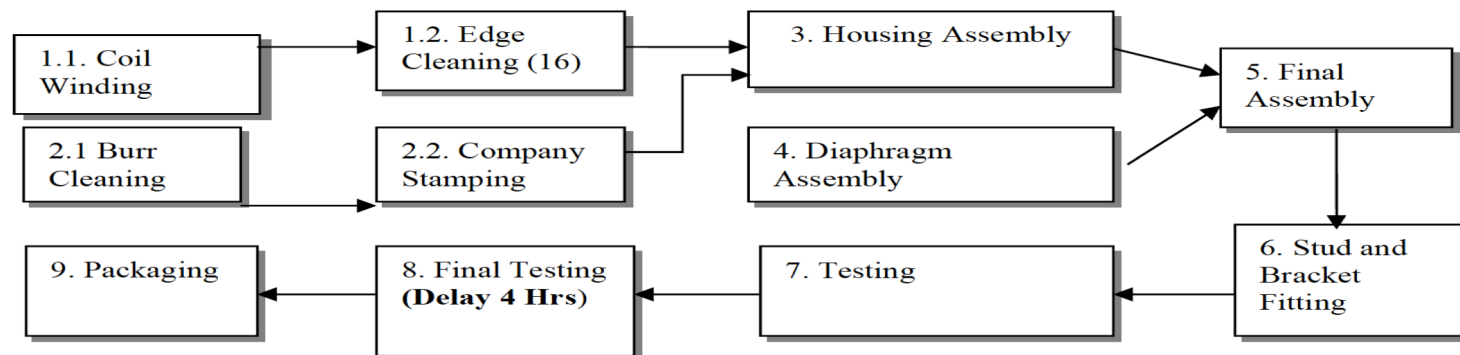 1.1. Coil
Winding
1.2. Edge
Cleaning (16)
3. Housing Assembly
5. Final
Assembly
2.1 Burr
Cleaning
2.2. Company
Stamping
4. Diaphragm
Assembly
6. Stud and
Bracket
Fitting
7. Testing
8. Final Testing
(Delay 4 Hrs)
9. Packaging